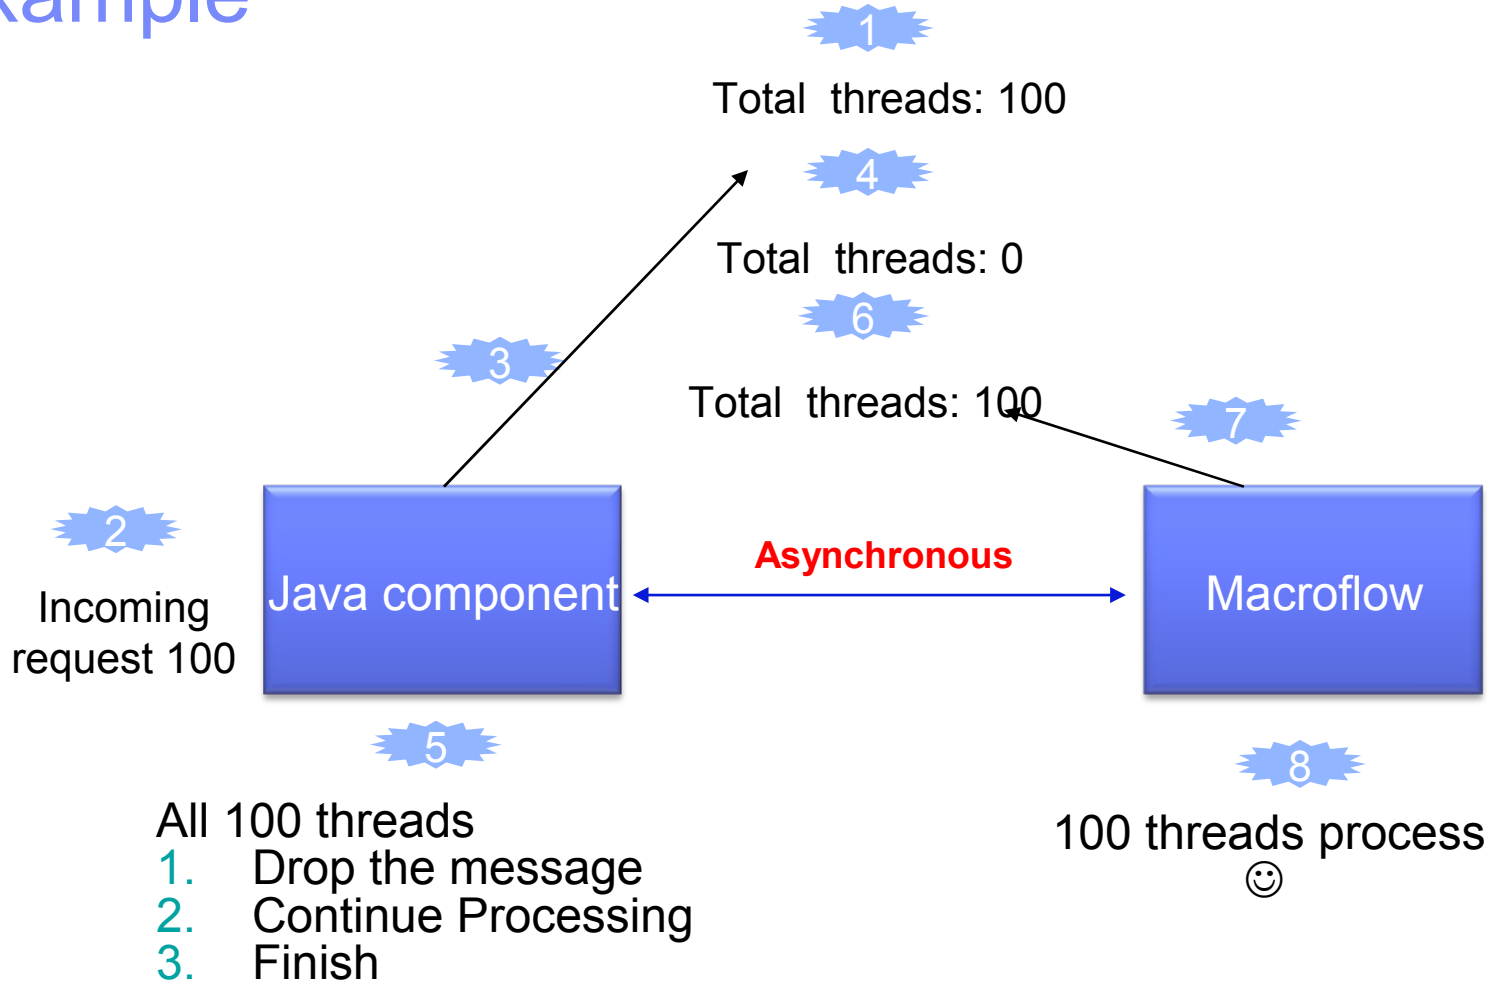 xample
1
Total threads: 100
4
Total threads: 0
6
Total threads: 100
3
7
2
Incoming
request 100
Java component
Asynchronous
Macroflow
5
All 100 threads
1. Drop the message
2. Continue Processing
3. Finish
8
100 threads process
☺